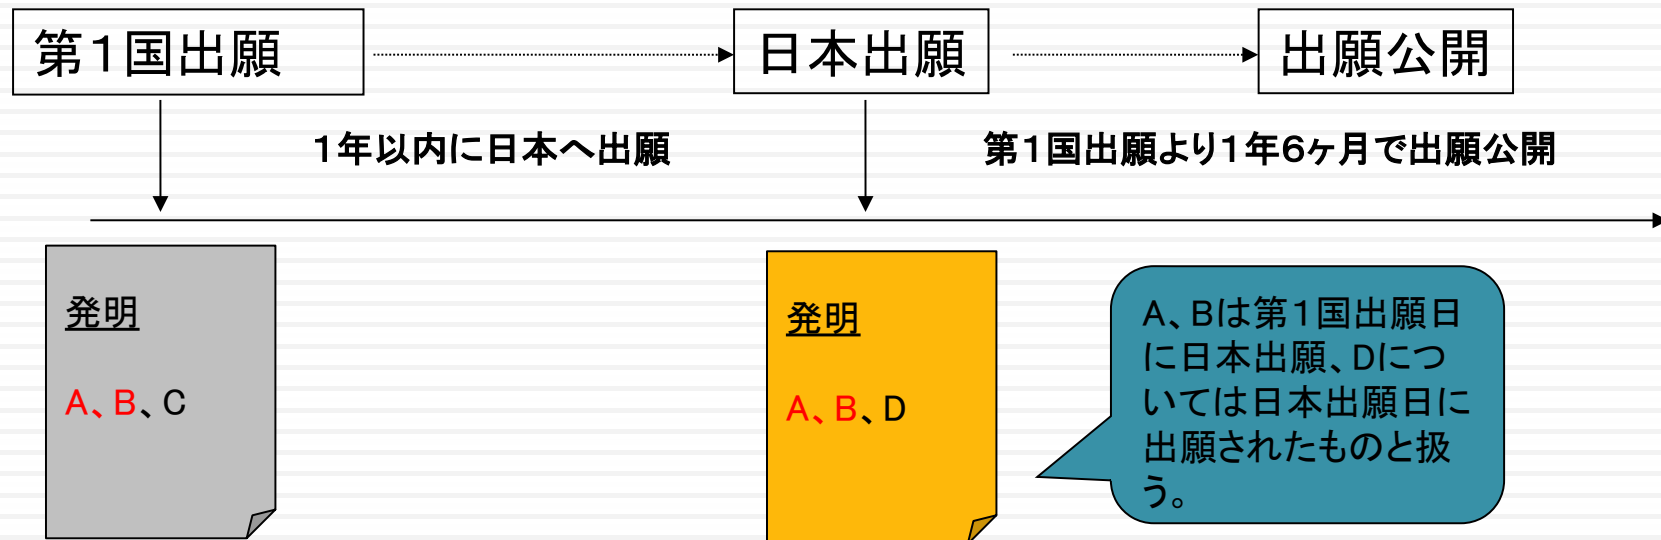 第1国出願
日本出願
出願公開
1年以内に日本へ出願
第1国出願より1年6ヶ月で出願公開
発明
A、B、C
発明
A、B、D
A、Bは第1国出願日
に日本出願、Dにつ
いては日本出願日に
出願されたものと扱
う。